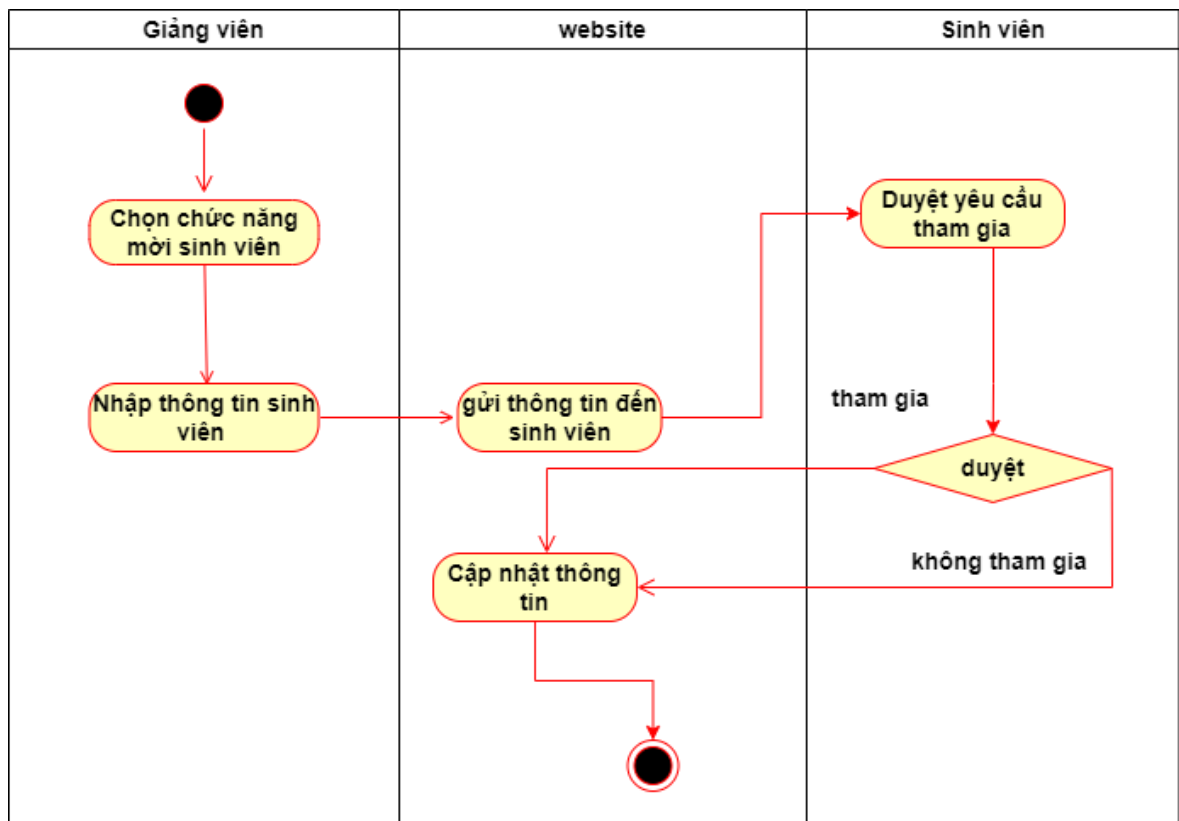 Giảng viên
website
Sinh viên
Chọn chức năng
mời sinh viên
Duyệt yêu cầu
tham gia
Nhập thông tin sinh
viên
gửi thông tin đến
sinh viên
tham gia
duyệt
không tham gia
Cập nhật thông
tin